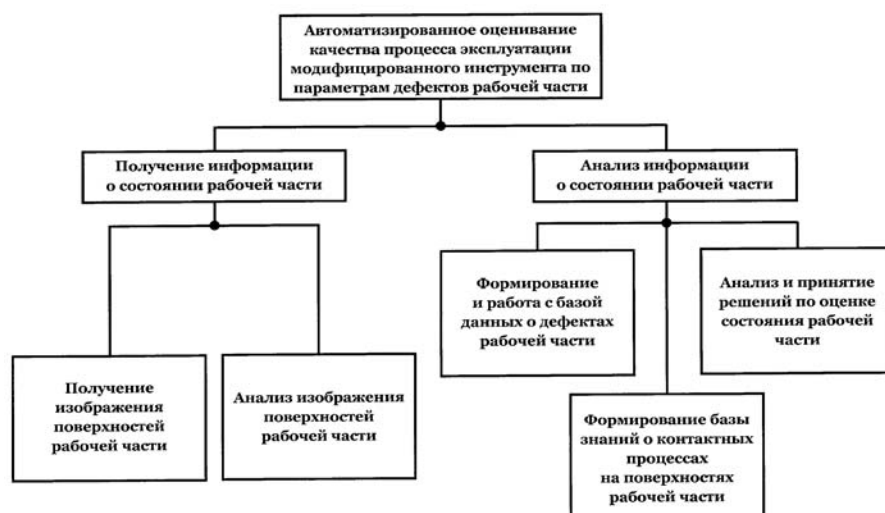 Автоматизированное оценивание
качества процесса эксплуатации
модифицированного инструмента по
параметрам дефектов рабочей части
Получение информации
о состоянии рабочей части
Анализ информации
о состоянии рабочей части
Получение
изображения
поверхностей
рабочей части
Анализ изображения
поверхностей
рабочей части
Формирование
и работа с базой
данных о дефектах
рабочей части
Формирование базы
знаний о контактных
процессах
на поверхностях
рабочей части
Анализ и принятие
решений по оценке
состояния рабочей
части